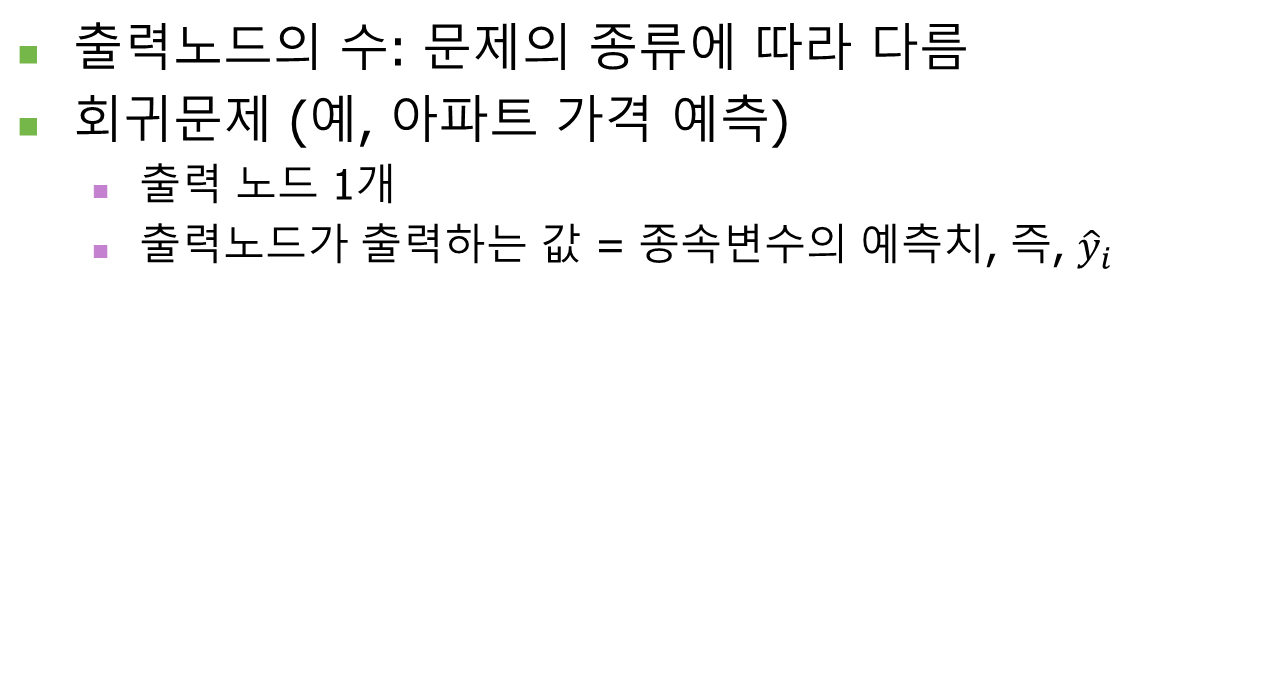 출력노드의 수: 문제의 종류에 따라 다름
회귀문제 (예, 아파트 가격 예측)
출력 노드 1개
출력노드가 출력하는 값 = 종속변수의 예측치, 즉, ŷᵢ